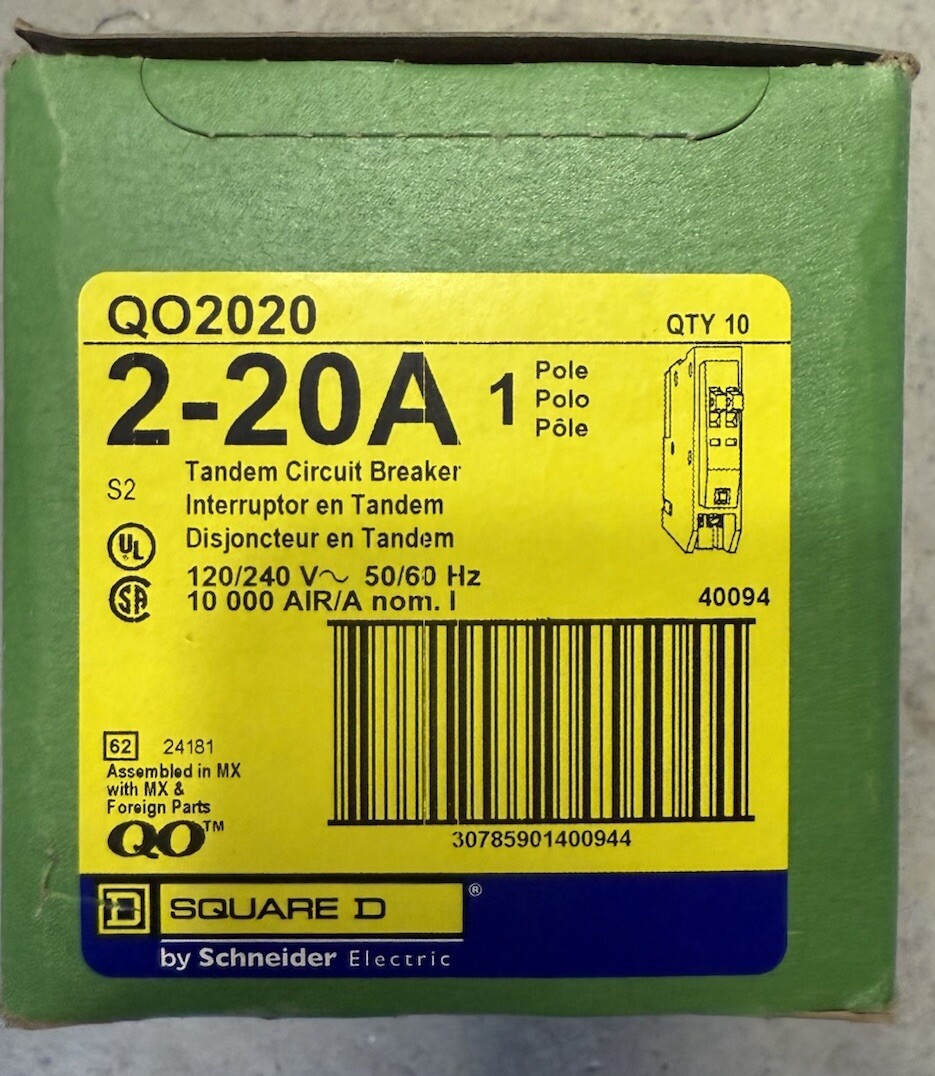 QO2020
QTY 10
2-20A 1 Pole
Polo
Pôle
S2
Tandem Circuit Breaker
Interruptor en Tandem
Disjoncteur en Tandem
UL
120/240 V~ 50/60 Hz
SA
10 000 AIR/A nom. I
40094
62 24181
Assembled in MX
with MX &
Foreign Parts
QO™
30785901400944
D SQUARE D ®
by Schneider Electric